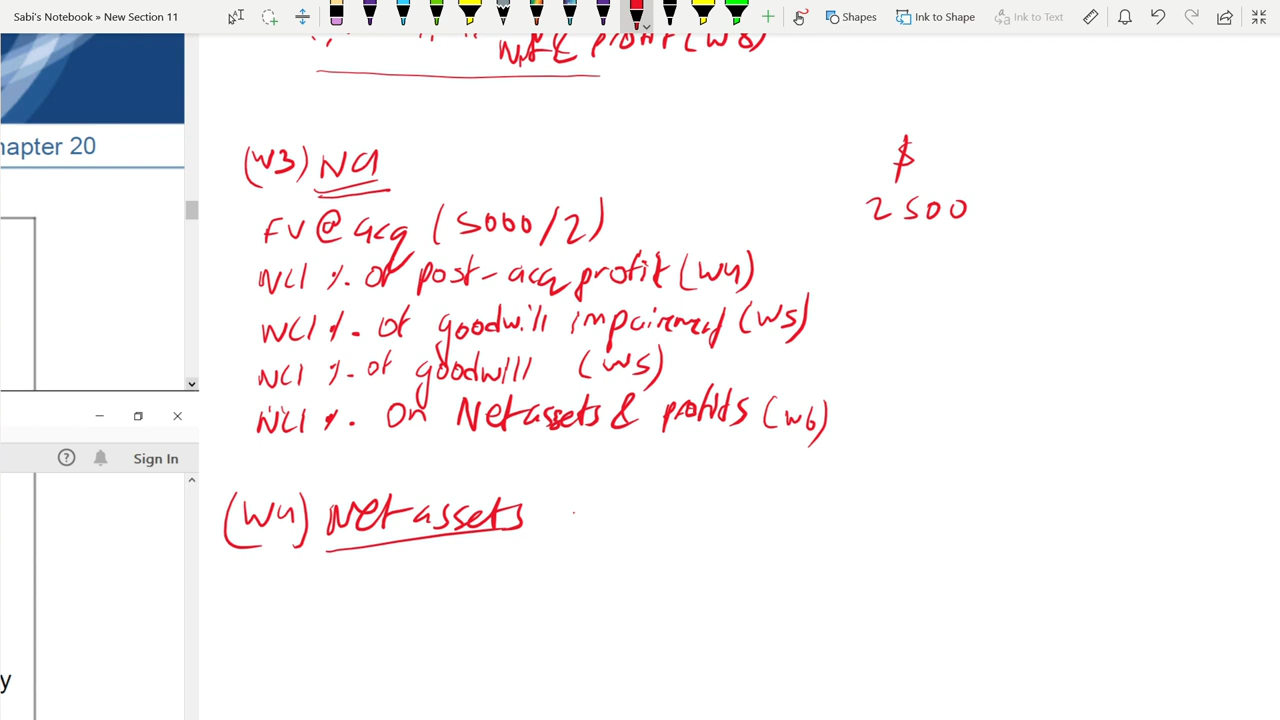 Sabi's Notebook » New Section 11
Shapes
Ink to Shape
Ink to Text
profit (W6)
hapter 20
(W3) NCI
$
FV @ acq (5000/2)
2500
NCI %. of post-acq profit (W4)
NCI %. of goodwill impairment (W5)
NCI %. of goodwill (W5)
NCI %. on Net assets & profits (W6)
Sign In
(W4) Net assets
y